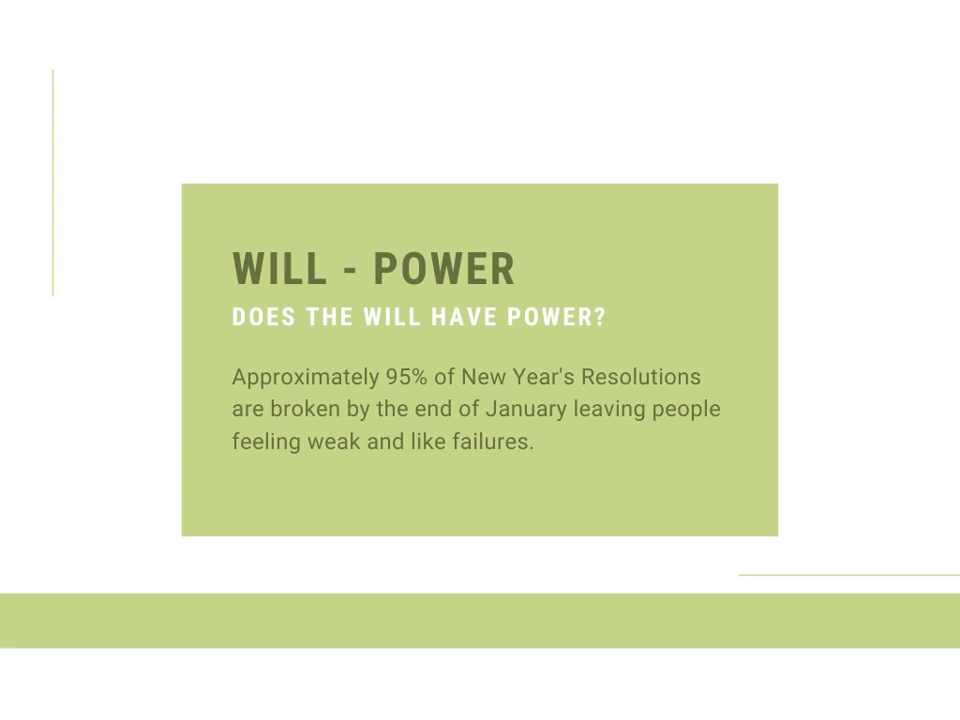 WILL - POWER
DOES THE WILL HAVE POWER?
Approximately 95% of New Year's Resolutions
are broken by the end of January leaving people
feeling weak and like failures.